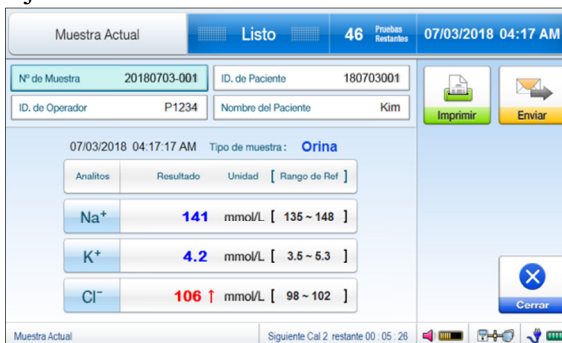 Muestra Actual Listo 46 Pruebas Restantes 07/03/2018 04:17 AM
Nº de Muestra 20180703-001 ID. de Paciente 180703001
ID. de Operador P1234 Nombre del Paciente Kim
Imprimir Enviar
07/03/2018 04:17:17 AM Tipo de muestra: Orina
Analitos Resultado Unidad [ Rango de Ref ]
Na⁺ 141 mmol/L [ 135 ~ 148 ]
K⁺ 4.2 mmol/L [ 3.5 ~ 5.3 ]
Cl⁻ 106 ↑ mmol/L [ 98 ~ 102 ]
Cerrar
Muestra Actual Siguiente Cal 2 restante 00 : 05 : 26